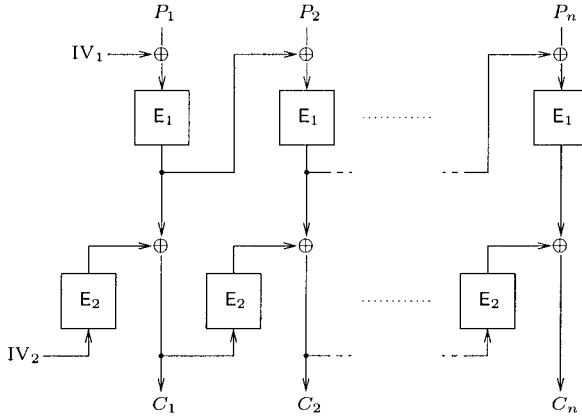 P₁ P₂ Pₙ
IV₁
E₁ E₁ E₁
E₂ E₂ E₂
IV₂
C₁ C₂ Cₙ